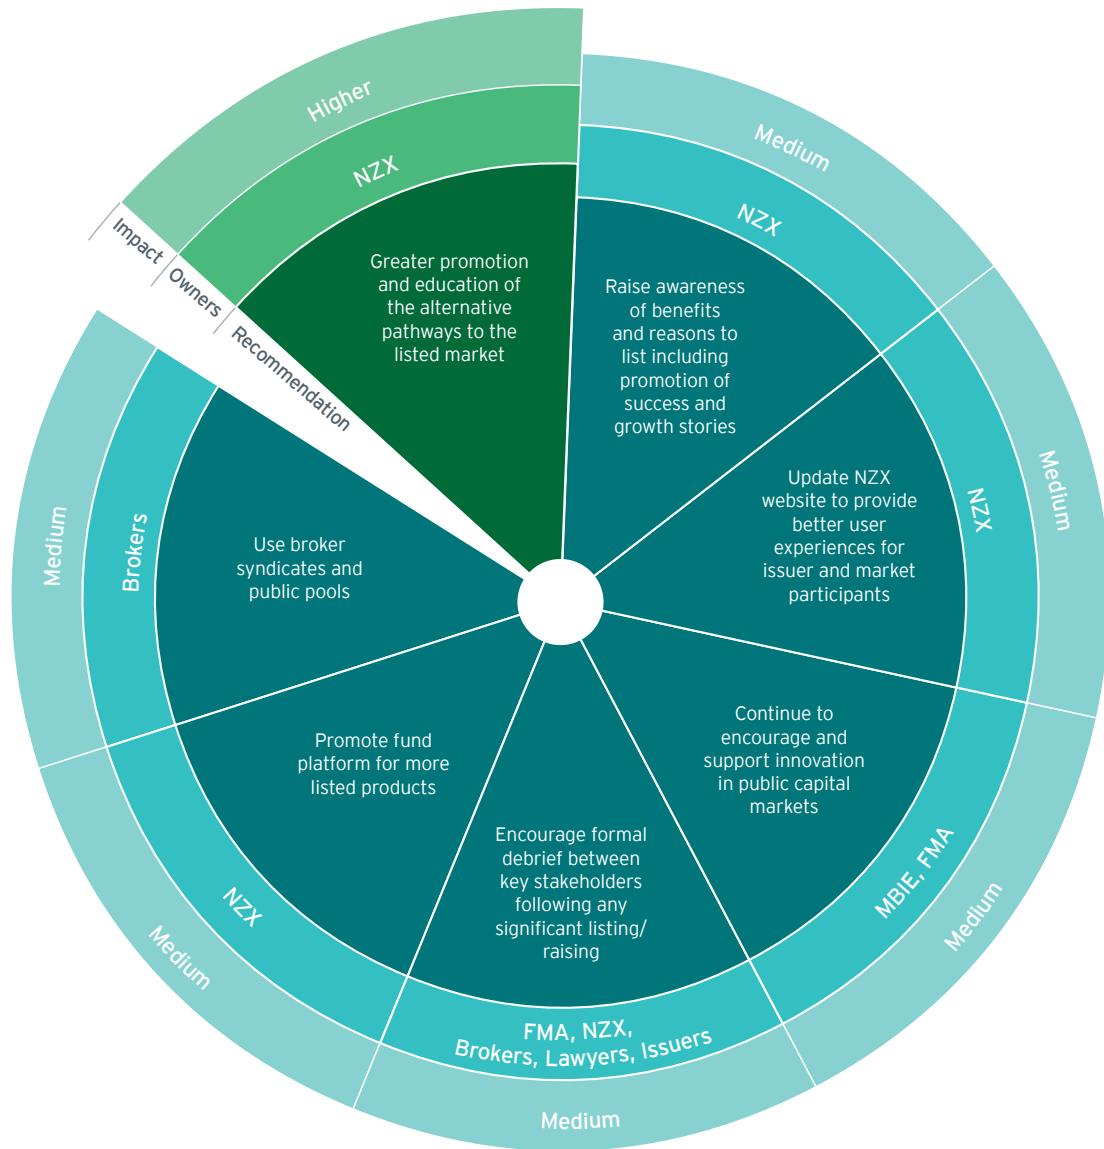 Higher
NZX
Greater promotion
and education of
the alternative
pathways to the
listed market
Impact
Owners
Recommendation
Medium
NZX
Raise awareness
of benefits
and reasons to
list including
promotion of
success and
growth stories
Medium
NZX
Update NZX
website to provide
better user
experiences for
issuer and market
participants
Continue to
encourage and
support innovation
in public capital
markets
MBIE, FMA
Medium
Encourage formal
debrief between
key stakeholders
following any
significant listing/
raising
FMA, NZX,
Brokers, Lawyers, Issuers
Medium
Promote fund
platform for more
listed products
NZX
Medium
Use broker
syndicates and
public pools
Brokers
Medium